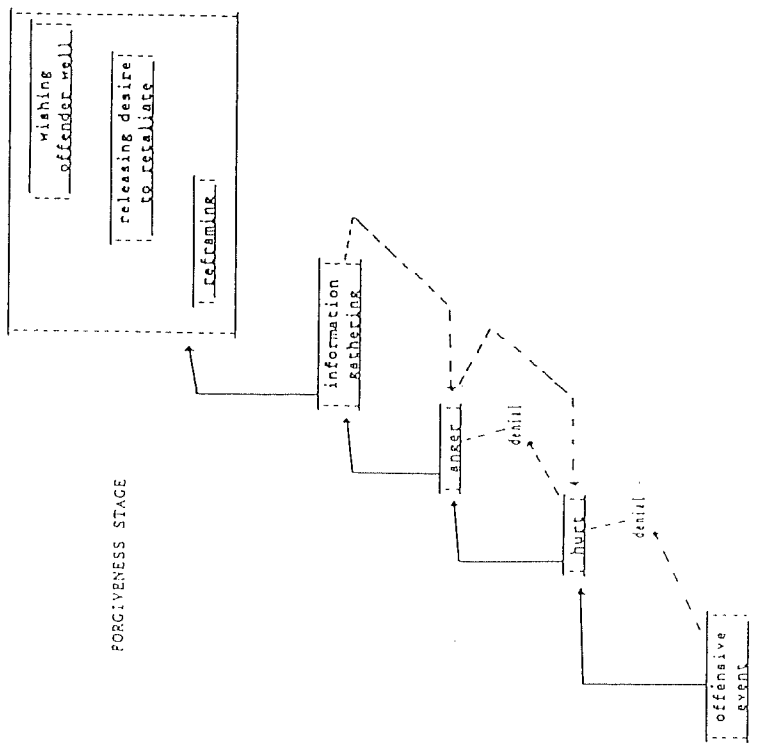 FORGIVENESS STAGE
wishing
offender well
releasing desire
to retaliate
reframing
information
gathering
anger
denial
hurt
denial
offensive
event